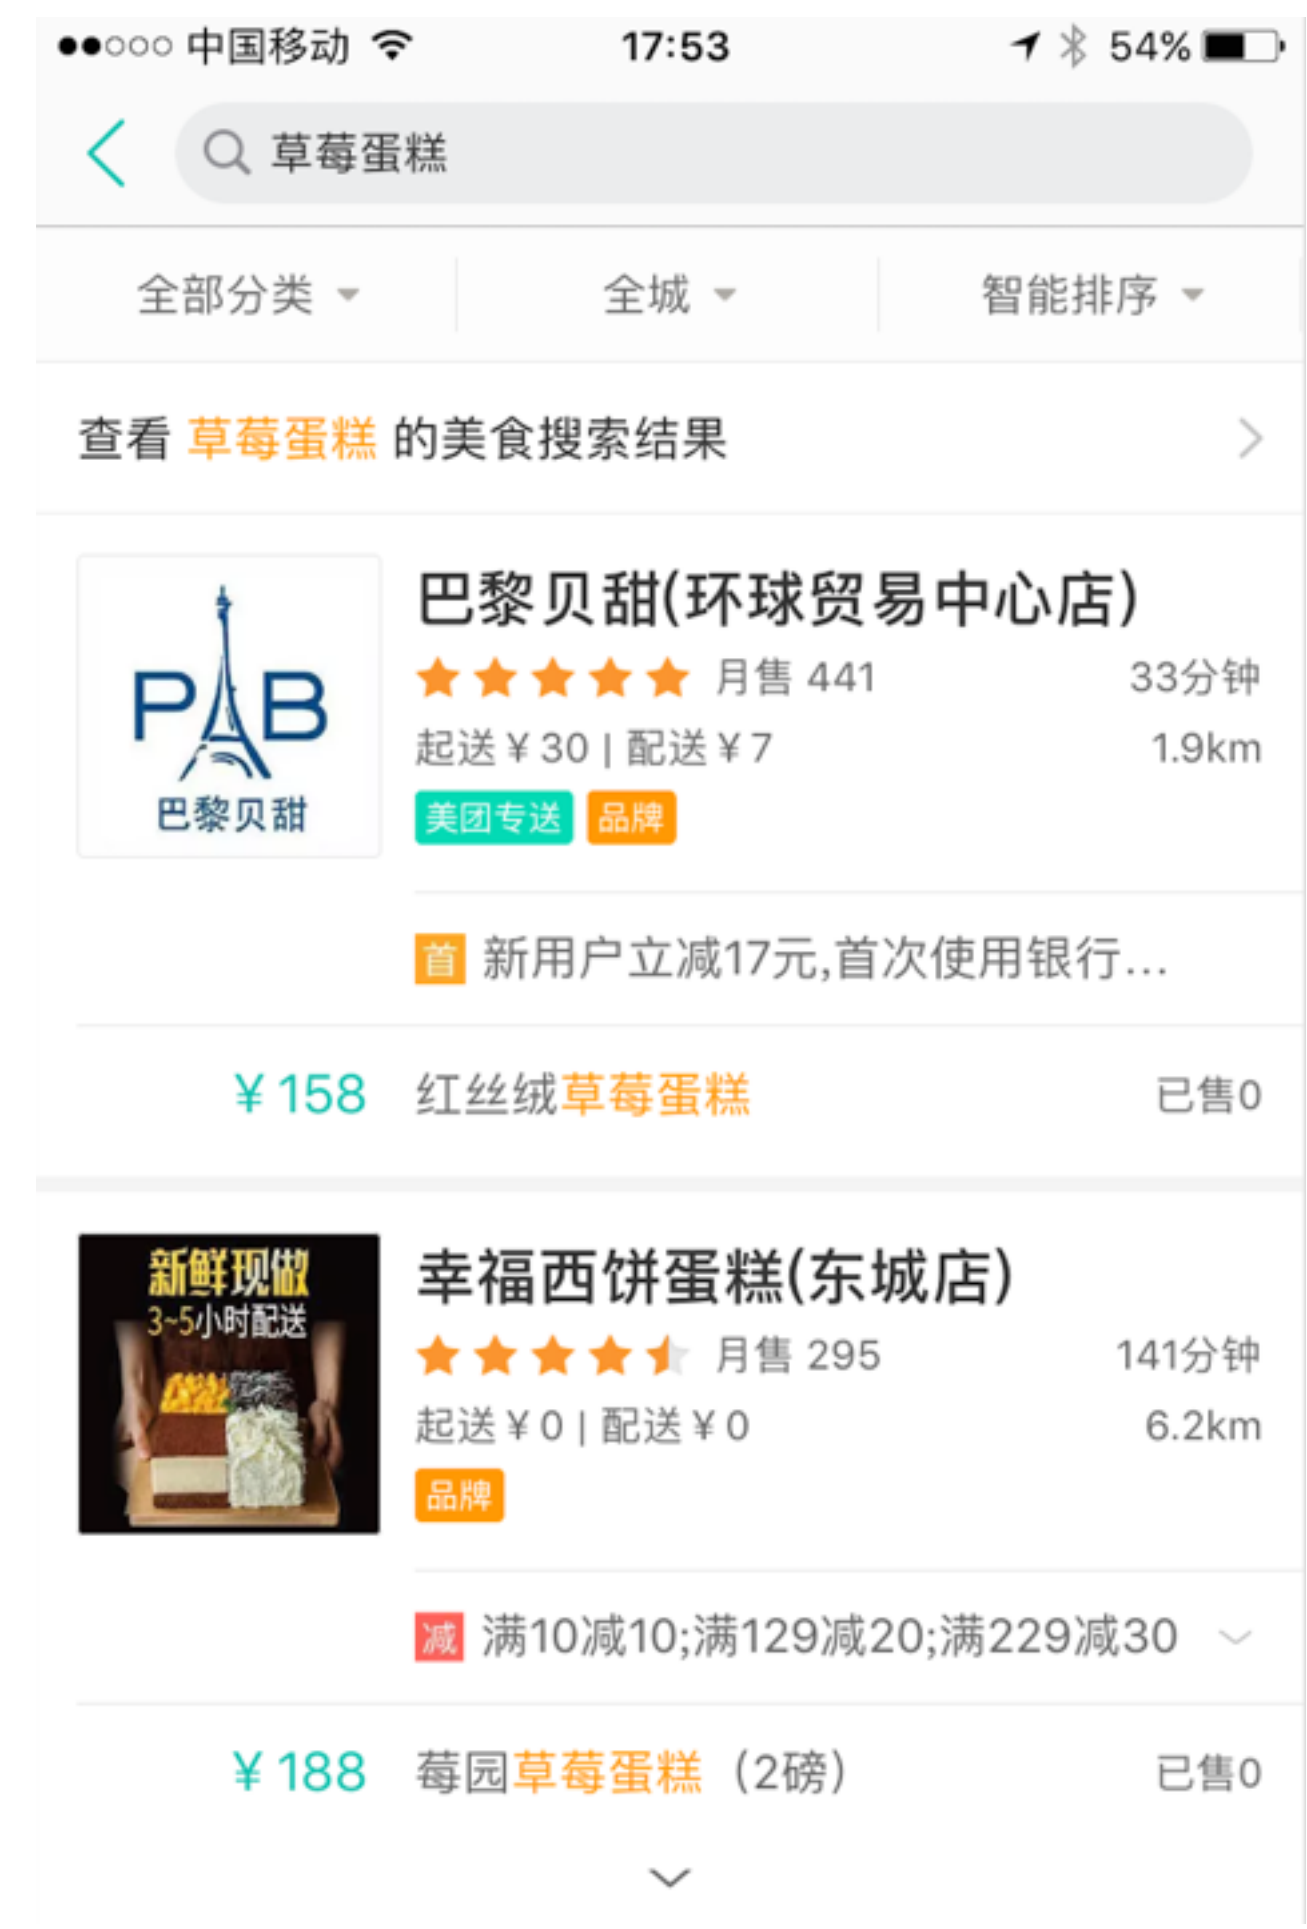 中国移动 17:53 54%
草莓蛋糕
全部分类 全城 智能排序
查看 草莓蛋糕 的美食搜索结果
巴黎贝甜(环球贸易中心店)
PAB
巴黎贝甜
月售 441 33分钟
起送¥30 | 配送¥7 1.9km
美团专送 品牌
首 新用户立减17元,首次使用银行...
¥158 红丝绒草莓蛋糕 已售0
新鲜现做
3~5小时配送
幸福西饼蛋糕(东城店)
月售 295 141分钟
起送¥0 | 配送¥0 6.2km
品牌
减 满10减10;满129减20;满229减30
¥188 莓园草莓蛋糕（2磅） 已售0